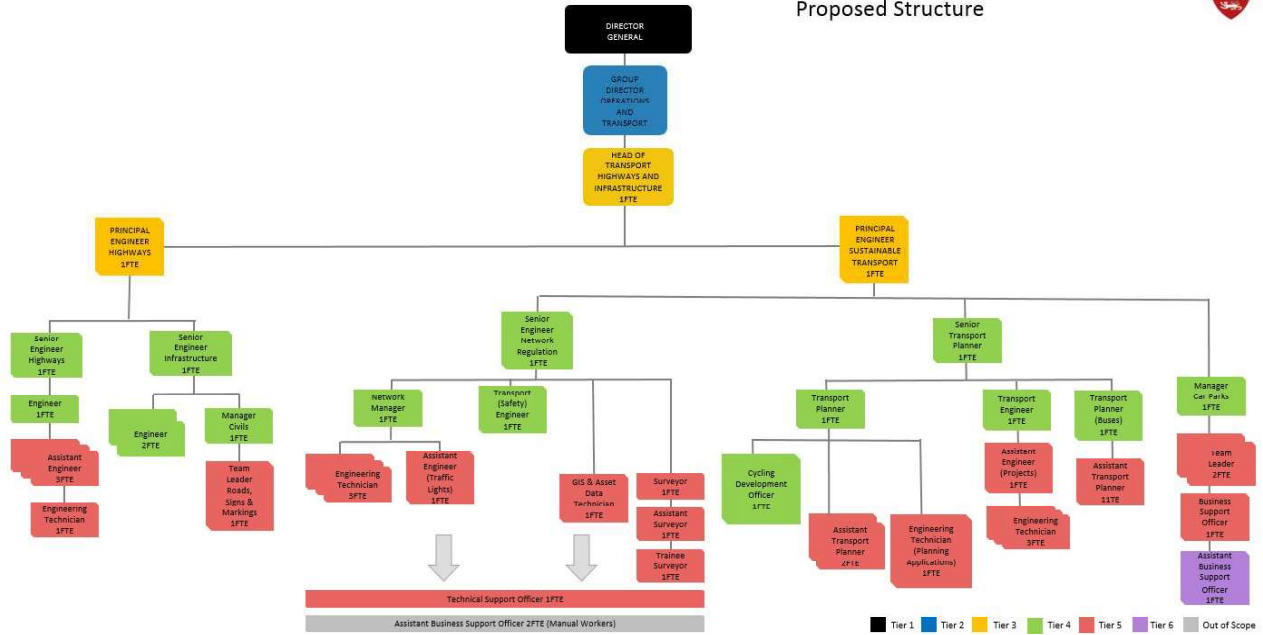 Proposed Structure
DIRECTOR
GENERAL
GROUP
DIRECTOR
OPERATIONS
AND
TRANSPORT
HEAD OF
TRANSPORT
HIGHWAYS AND
INFRASTRUCTURE
1FTE
PRINCIPAL
ENGINEER
HIGHWAYS
1FTE
PRINCIPAL
ENGINEER
SUSTAINABLE
TRANSPORT
1FTE
Senior
Engineer
Highways
1FTE
Senior
Engineer
Infrastructure
1FTE
Engineer
1FTE
Engineer
2FTE
Manager
Civils
1FTE
Assistant
Engineer
3FTE
Team
Leader
Roads,
Signs &
Markings
1FTE
Engineering
Technician
1FTE
Senior
Engineer
Network
Regulation
1FTE
Network
Manager
1FTE
Transport
(Safety)
Engineer
1FTE
Engineering
Technician
3FTE
Assistant
Engineer
(Traffic
Lights)
1FTE
GIS & Asset
Data
Technician
1FTE
Surveyor
1FTE
Assistant
Surveyor
1FTE
Trainee
Surveyor
1FTE
Technical Support Officer 1FTE
Assistant Business Support Officer 2FTE (Manual Workers)
Senior
Transport
Planner
1FTE
Transport
Planner
1FTE
Transport
Engineer
1FTE
Transport
Planner
(Buses)
1FTE
Cycling
Development
Officer
1FTE
Assistant
Transport
Planner
2FTE
Engineering
Technician
(Planning
Applications)
1FTE
Assistant
Engineer
(Projects)
1FTE
Engineering
Technician
3FTE
Assistant
Transport
Planner
11TE
Manager
Car Parks
1FTE
Team
Leader
2FTE
Business
Support
Officer
1FTE
Assistant
Business
Support
Officer
1FTE
Tier 1
Tier 2
Tier 3
Tier 4
Tier 5
Tier 6
Out of Scope